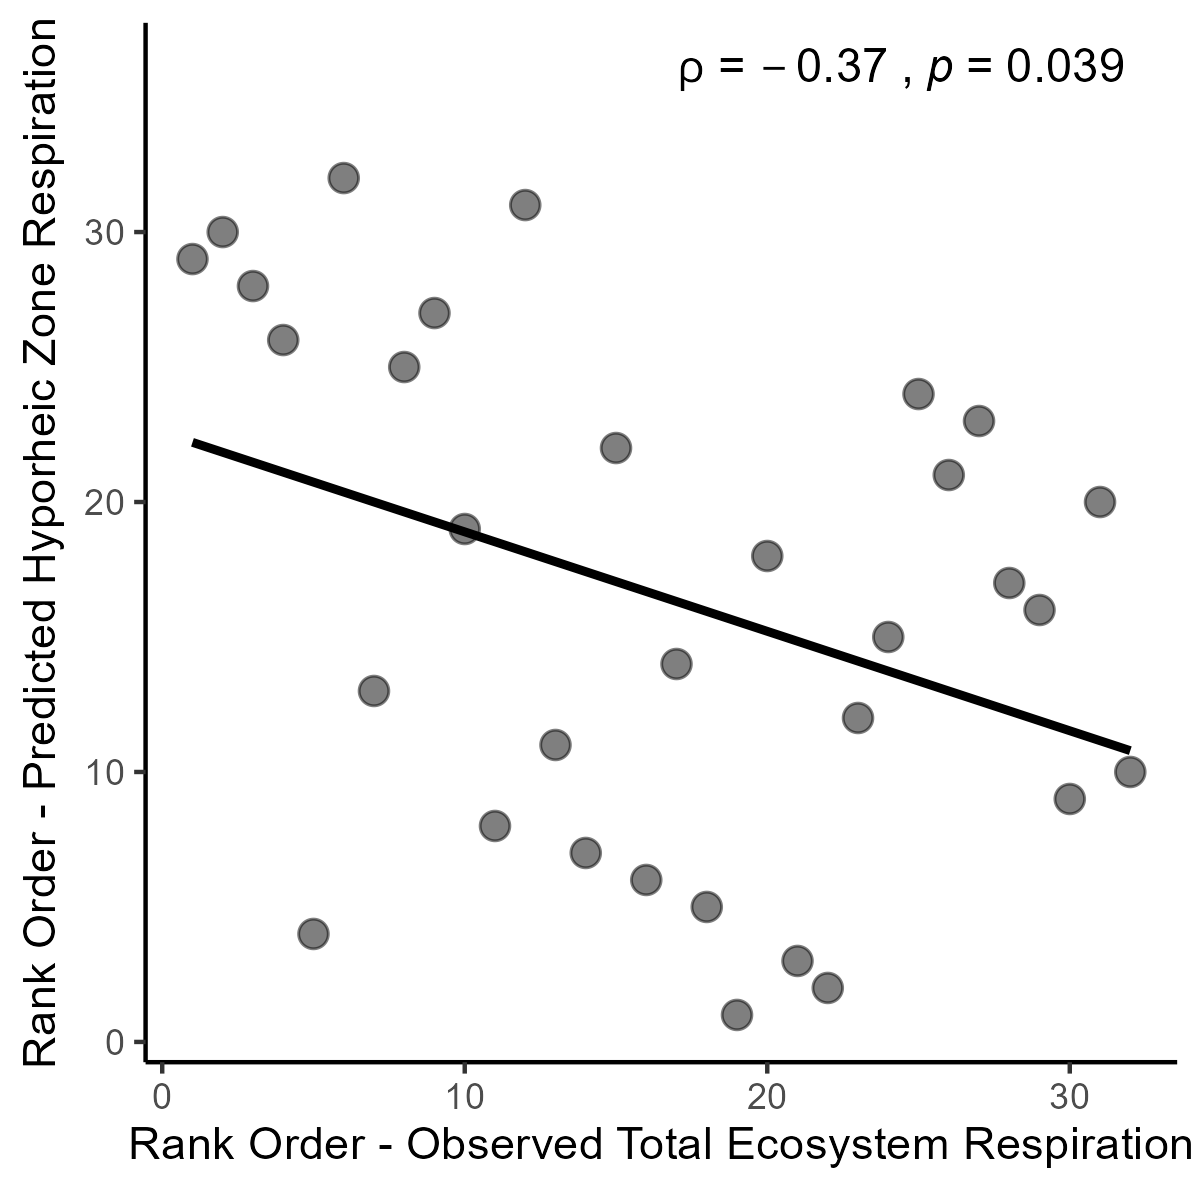 ρ = − 0.37 , p = 0.039
Rank Order - Predicted Hyporheic Zone Respiration
30
20
10
0
0 10 20 30
Rank Order - Observed Total Ecosystem Respiration